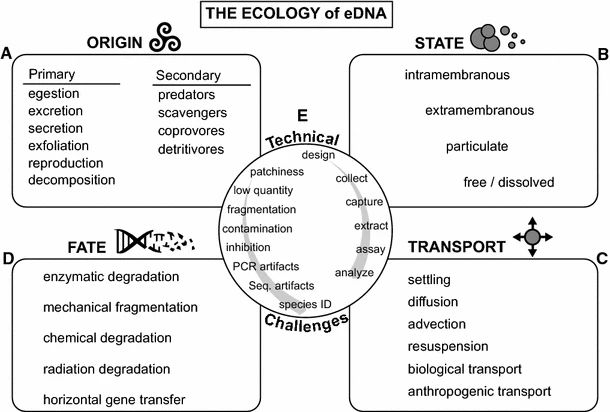 THE ECOLOGY of eDNA
A
ORIGIN
Primary
egestion
excretion
secretion
exfoliation
reproduction
decomposition
Secondary
predators
scavengers
coprovores
detritivores
STATE
B
intramembranous
extramembranous
particulate
free / dissolved
E
Technical
design
collect
capture
extract
assay
analyze
patchiness
low quantity
fragmentation
contamination
inhibition
PCR artifacts
Seq. artifacts
species ID
Challenges
D
FATE
enzymatic degradation
mechanical fragmentation
chemical degradation
radiation degradation
horizontal gene transfer
TRANSPORT
C
settling
diffusion
advection
resuspension
biological transport
anthropogenic transport